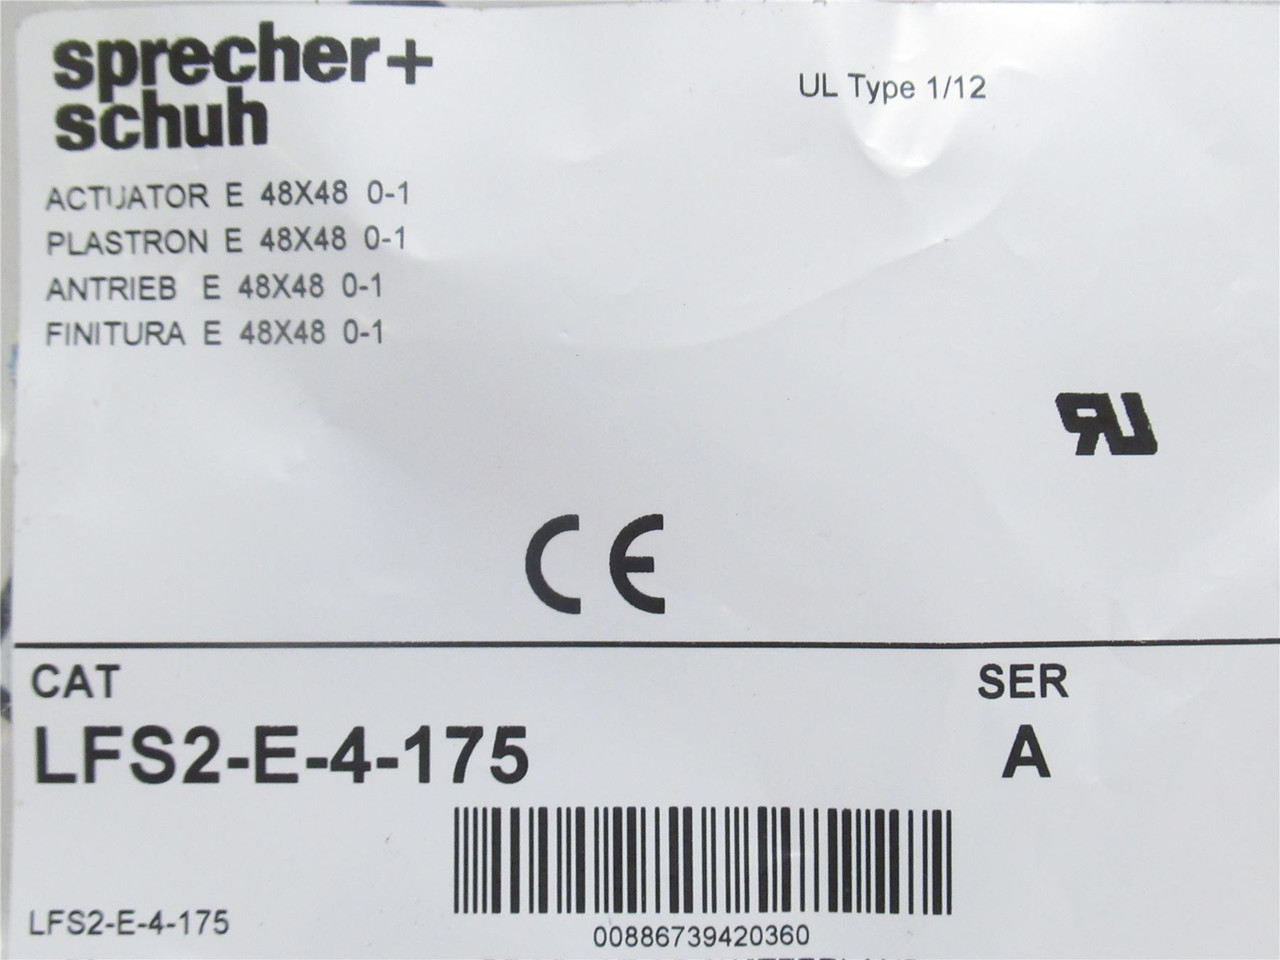 sprecher+
schuh
UL Type 1/12
ACTUATOR E 48X48 0-1
PLASTRON E 48X48 0-1
ANTRIEB E 48X48 0-1
FINITURA E 48X48 0-1
RU
CE
CAT
SER
LFS2-E-4-175
A
LFS2-E-4-175
00886739420360